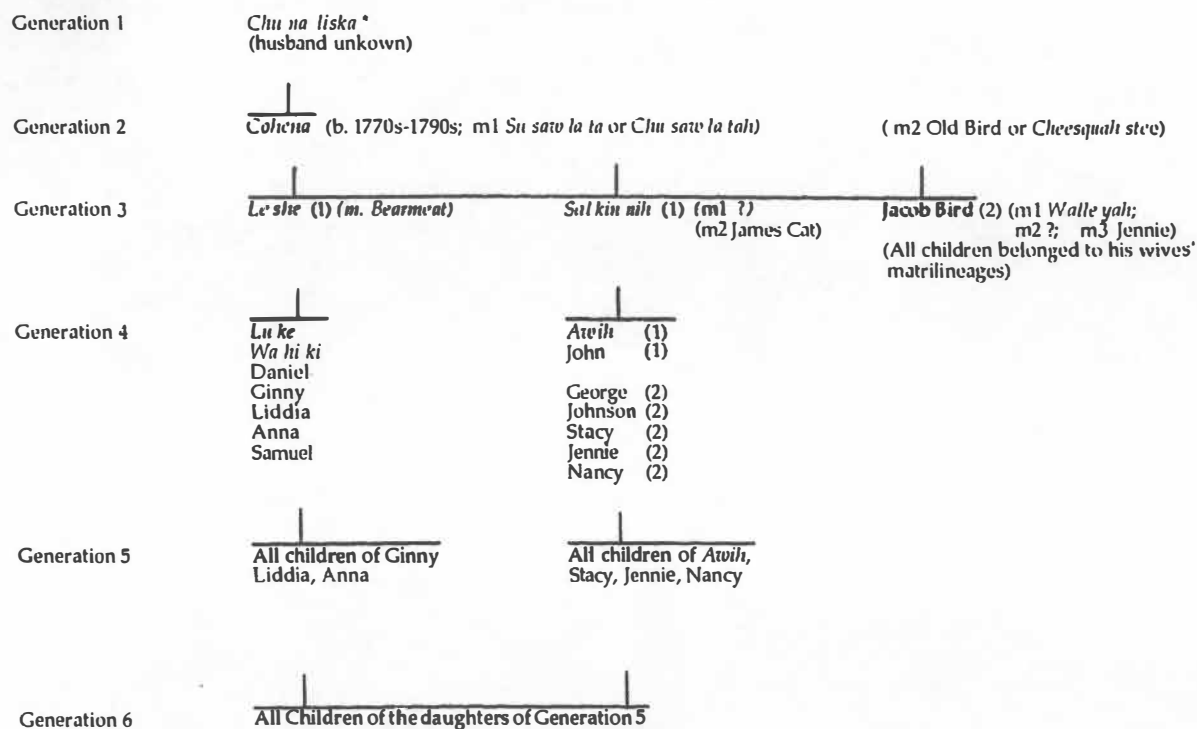 Generation 1 Chu na liska *
(husband unkown)
Generation 2 Cohena (b. 1770s-1790s; m1 Su saw la ta or Chu saw la tah) ( m2 Old Bird or Cheesquah stee)
Generation 3 Le she (1) (m. Bearmeat) Sal kin nih (1) (m1 ?) Jacob Bird (2) (m1 Walle yah;
(m2 James Cat) m2 ?; m3 Jennie)
(All children belonged to his wives'
matrilineages)
Generation 4 Lu ke Awih (1)
Wa hi ki John (1)
Daniel
Ginny George (2)
Liddia Johnson (2)
Anna Stacy (2)
Samuel Jennie (2)
Nancy (2)
Generation 5 All children of Ginny All children of Awih,
Liddia, Anna Stacy, Jennie, Nancy
Generation 6 All Children of the daughters of Generation 5